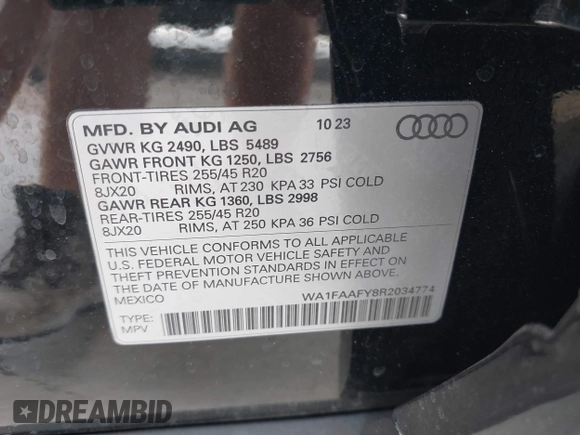 MFD. BY AUDI AG 10 23
GVWR KG 2490, LBS 5489
GAWR FRONT KG 1250, LBS 2756
FRONT-TIRES 255/45 R20
8JX20 RIMS, AT 230 KPA 33 PSI COLD
GAWR REAR KG 1360, LBS 2998
REAR-TIRES 255/45 R20
8JX20 RIMS, AT 250 KPA 36 PSI COLD
THIS VEHICLE CONFORMS TO ALL APPLICABLE
U.S. FEDERAL MOTOR VEHICLE SAFETY AND
THEFT PREVENTION STANDARDS IN EFFECT ON
THE DATE OF MANUFACTURE SHOWN ABOVE.
MEXICO WA1FAAFY8R2034774
TYPE:
MPV
DREAMBID